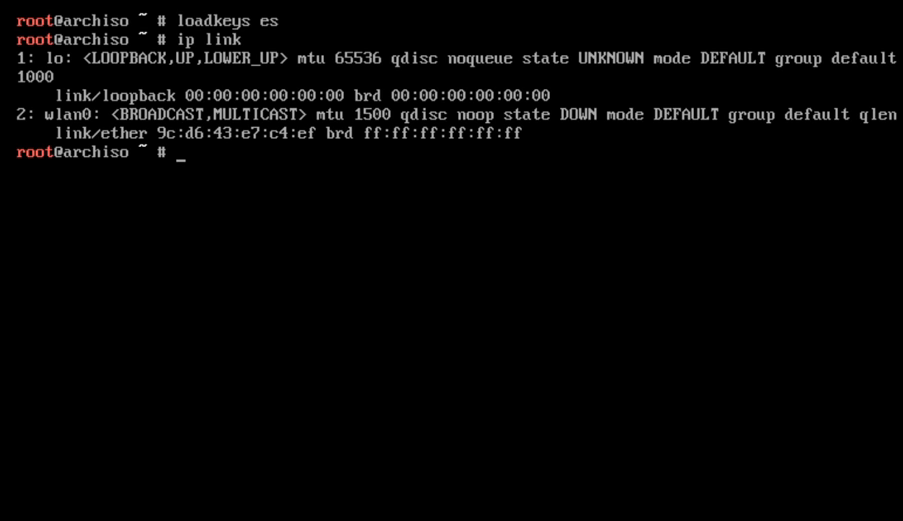 root@archiso ~ # loadkeys es
root@archiso ~ # ip link
1: lo: <LOOPBACK,UP,LOWER_UP> mtu 65536 qdisc noqueue state UNKNOWN mode DEFAULT group default
1000
    link/loopback 00:00:00:00:00:00 brd 00:00:00:00:00:00
2: wlan0: <BROADCAST,MULTICAST> mtu 1500 qdisc noop state DOWN mode DEFAULT group default qlen
    link/ether 9c:d6:43:e7:c4:ef brd ff:ff:ff:ff:ff:ff
root@archiso ~ # _